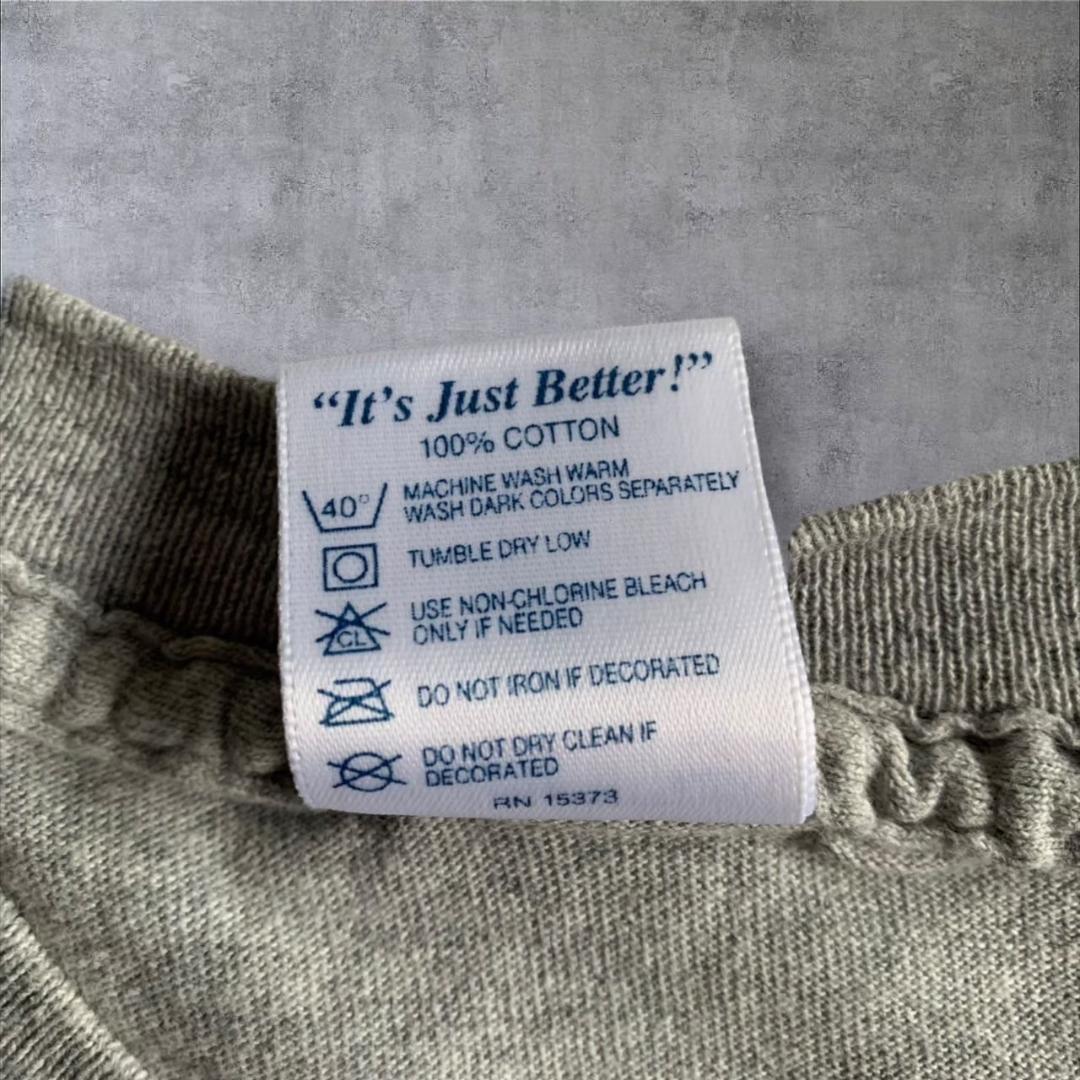 “It’s Just Better!”
100% COTTON
40°
MACHINE WASH WARM
WASH DARK COLORS SEPARATELY
TUMBLE DRY LOW
CL
USE NON-CHLORINE BLEACH
ONLY IF NEEDED
DO NOT IRON IF DECORATED
DO NOT DRY CLEAN IF
DECORATED
RN 15373